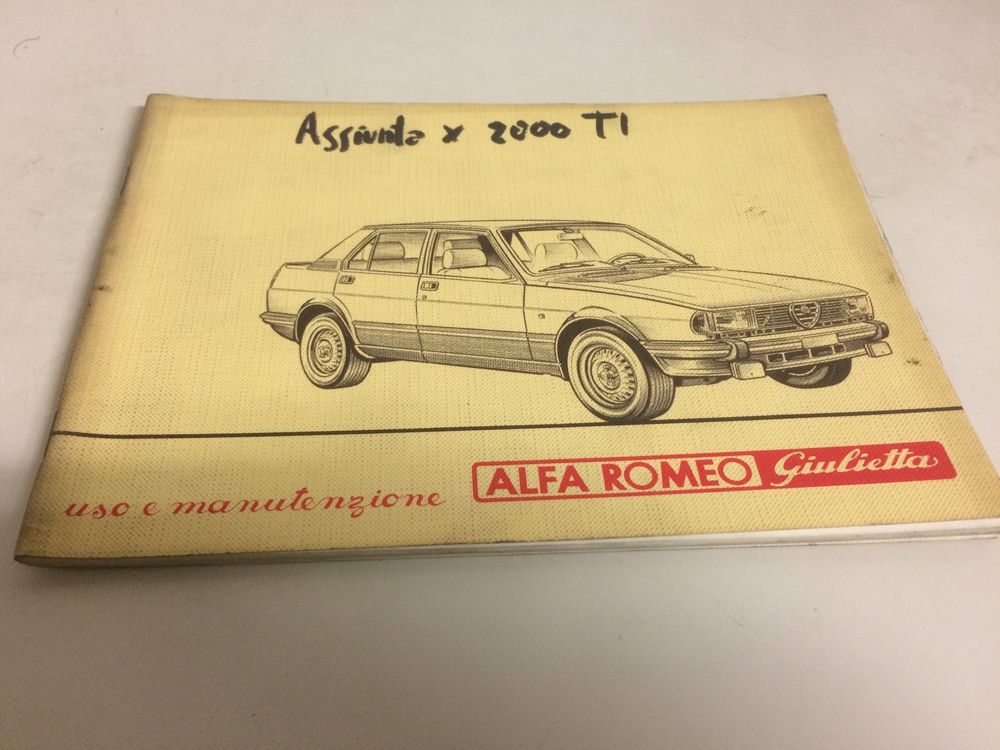 Aggiunta x 2000 TI
uso e manutenzione
ALFA ROMEO Giulietta